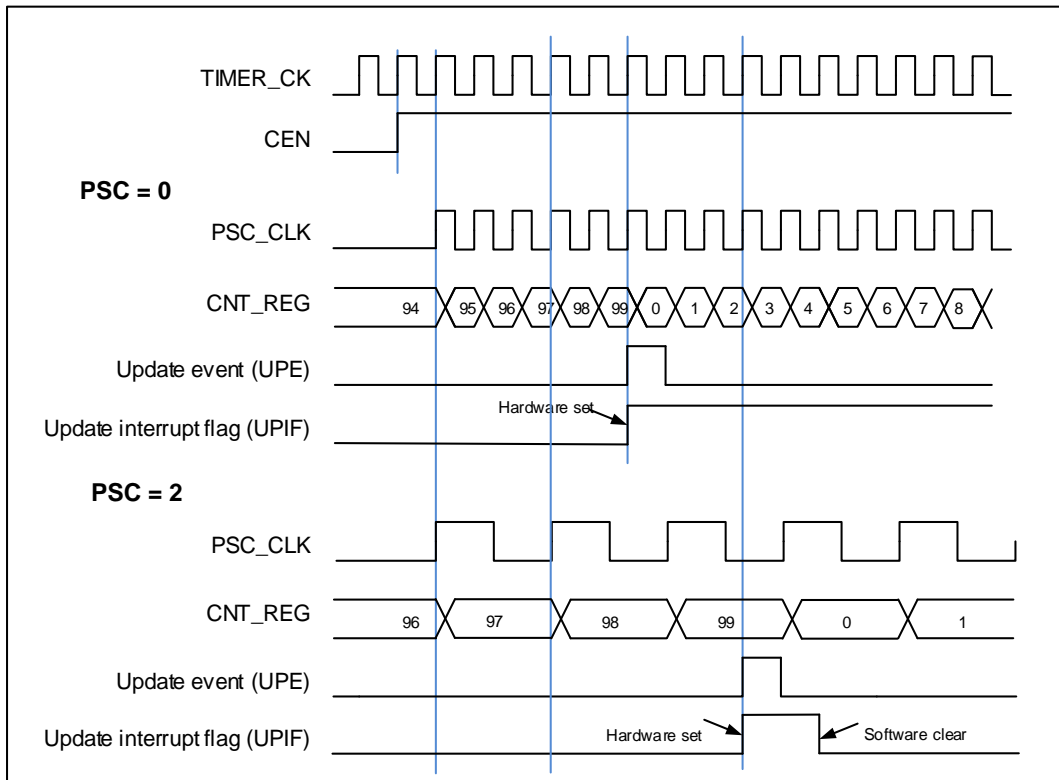 TIMER_CK
CEN
PSC = 0
PSC_CLK
CNT_REG 94 95 96 97 98 99 0 1 2 3 4 5 6 7 8
Update event (UPE)
Hardware set
Update interrupt flag (UPIF)
PSC = 2
PSC_CLK
CNT_REG 96 97 98 99 0 1
Update event (UPE)
Update interrupt flag (UPIF) Hardware set Software clear